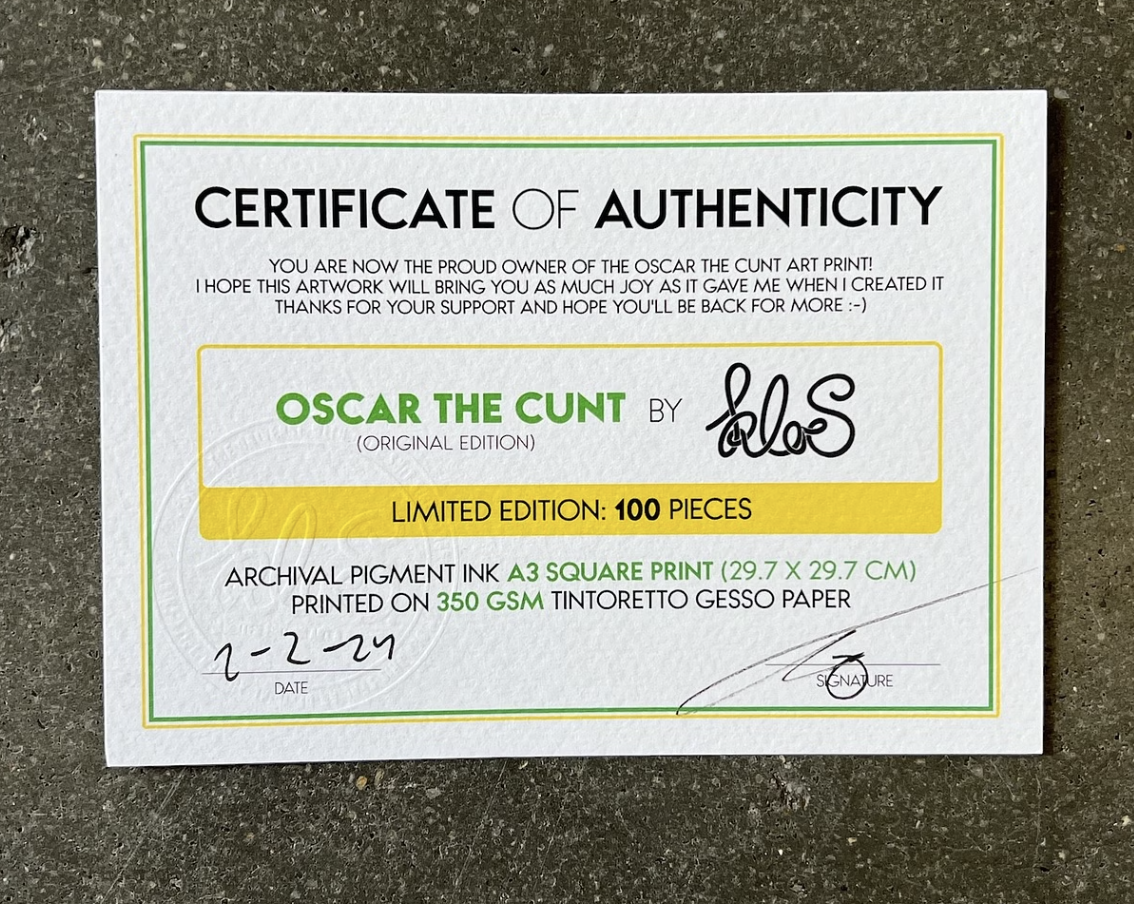 CERTIFICATE OF AUTHENTICITY
YOU ARE NOW THE PROUD OWNER OF THE OSCAR THE CUNT ART PRINT!
I HOPE THIS ARTWORK WILL BRING YOU AS MUCH JOY AS IT GAVE ME WHEN I CREATED IT
THANKS FOR YOUR SUPPORT AND HOPE YOU'LL BE BACK FOR MORE :-)
OSCAR THE CUNT BY kloS
(ORIGINAL EDITION)
LIMITED EDITION: 100 PIECES
ARCHIVAL PIGMENT INK A3 SQUARE PRINT (29.7 X 29.7 CM)
PRINTED ON 350 GSM TINTORETTO GESSO PAPER
2-2-24
DATE
SIGNATURE